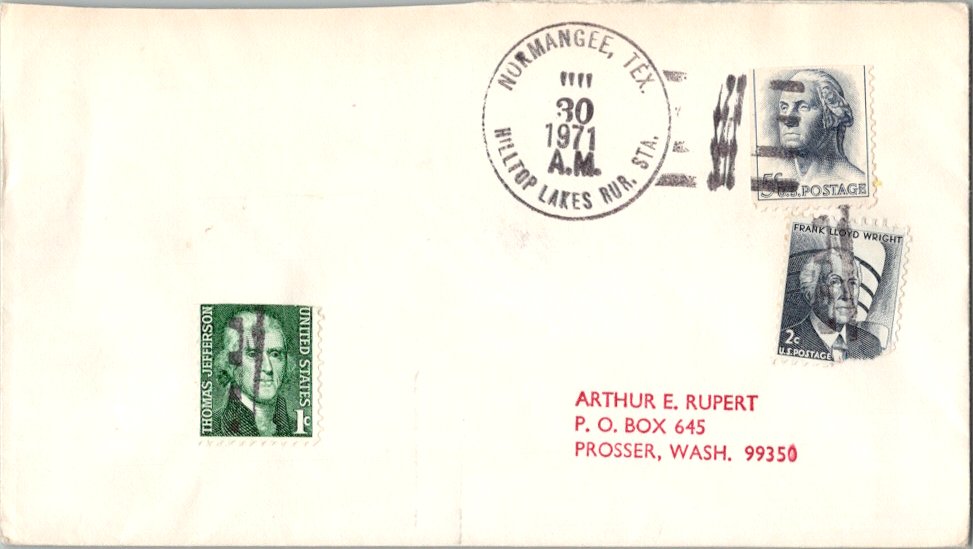 NORMANGEE, TEX.
30
1971
A.M.
HILLTOP LAKES RUR. STA.
5¢ U.S. POSTAGE
FRANK LLOYD WRIGHT
2c
U.S. POSTAGE
THOMAS JEFFERSON
UNITED STATES
1c
ARTHUR E. RUPERT
P. O. BOX 645
PROSSER, WASH. 99350